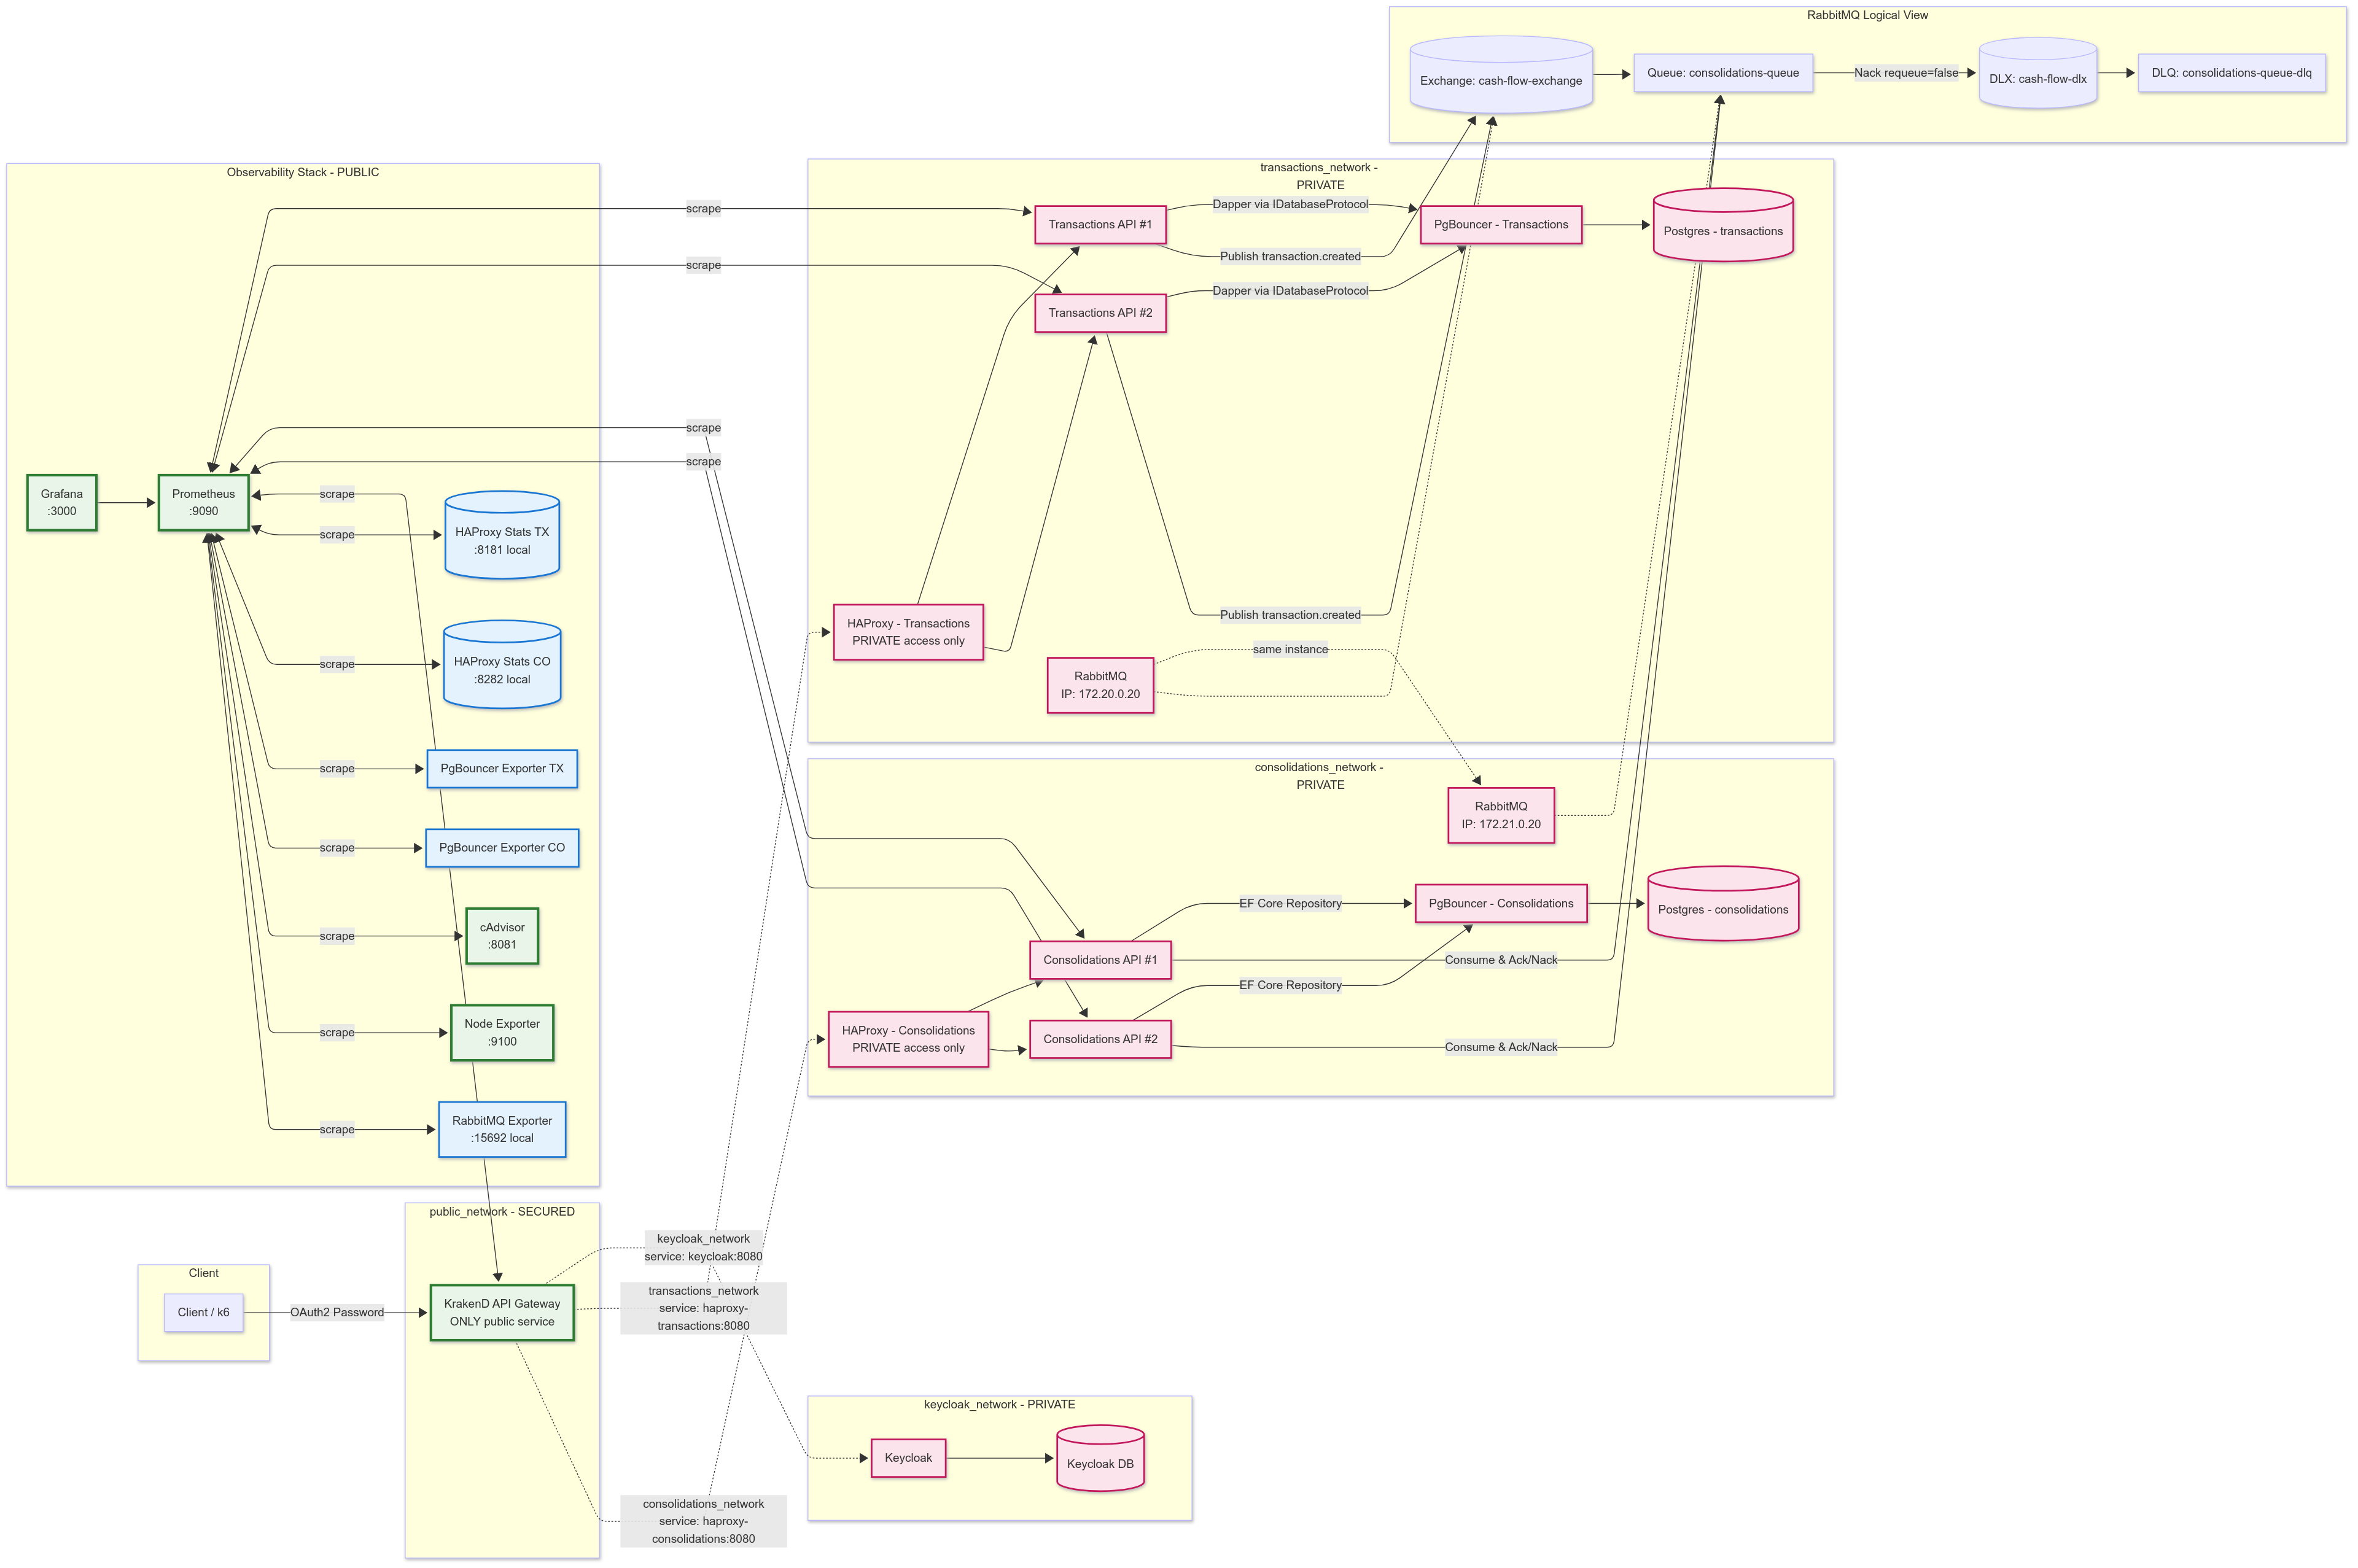 RabbitMQ Logical View
Exchange: cash-flow-exchange
Queue: consolidations-queue
Nack requeue=false
DLX: cash-flow-dlx
DLQ: consolidations-queue-dlq
Observability Stack - PUBLIC
scrape
scrape
scrape
scrape
Grafana
:3000
Prometheus
:9090
scrape
scrape
HAProxy Stats TX
:8181 local
scrape
HAProxy Stats CO
:8282 local
scrape
PgBouncer Exporter TX
scrape
PgBouncer Exporter CO
scrape
cAdvisor
:8081
scrape
Node Exporter
:9100
scrape
RabbitMQ Exporter
:15692 local
transactions_network -
PRIVATE
Transactions API #1
Dapper via IDatabaseProtocol
Publish transaction.created
PgBouncer - Transactions
Postgres - transactions
Transactions API #2
Dapper via IDatabaseProtocol
Publish transaction.created
HAProxy - Transactions
PRIVATE access only
same instance
RabbitMQ
IP: 172.20.0.20
consolidations_network -
PRIVATE
RabbitMQ
IP: 172.21.0.20
EF Core Repository
PgBouncer - Consolidations
Postgres - consolidations
Consolidations API #1
Consume & Ack/Nack
EF Core Repository
HAProxy - Consolidations
PRIVATE access only
Consolidations API #2
Consume & Ack/Nack
public_network - SECURED
keycloak_network
service: keycloak:8080
Client
Client / k6
OAuth2 Password
KrakenD API Gateway
ONLY public service
transactions_network
service: haproxy-
transactions:8080
keycloak_network - PRIVATE
Keycloak
Keycloak DB
consolidations_network
service: haproxy-
consolidations:8080